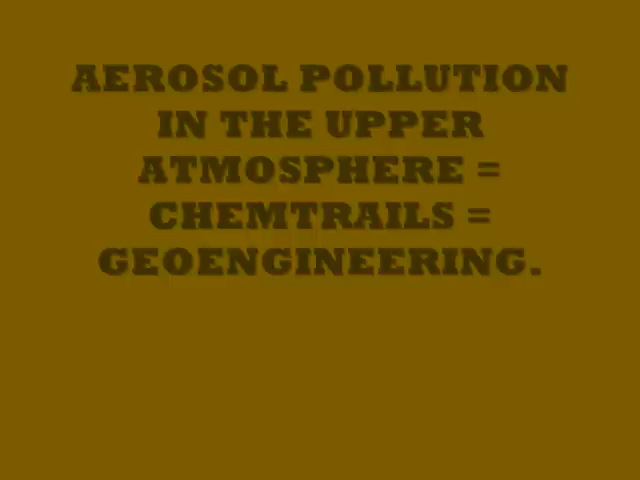 AEROSOL POLLUTION
IN THE UPPER
ATMOSPHERE =
CHEMTRAILS =
GEOENGINEERING.